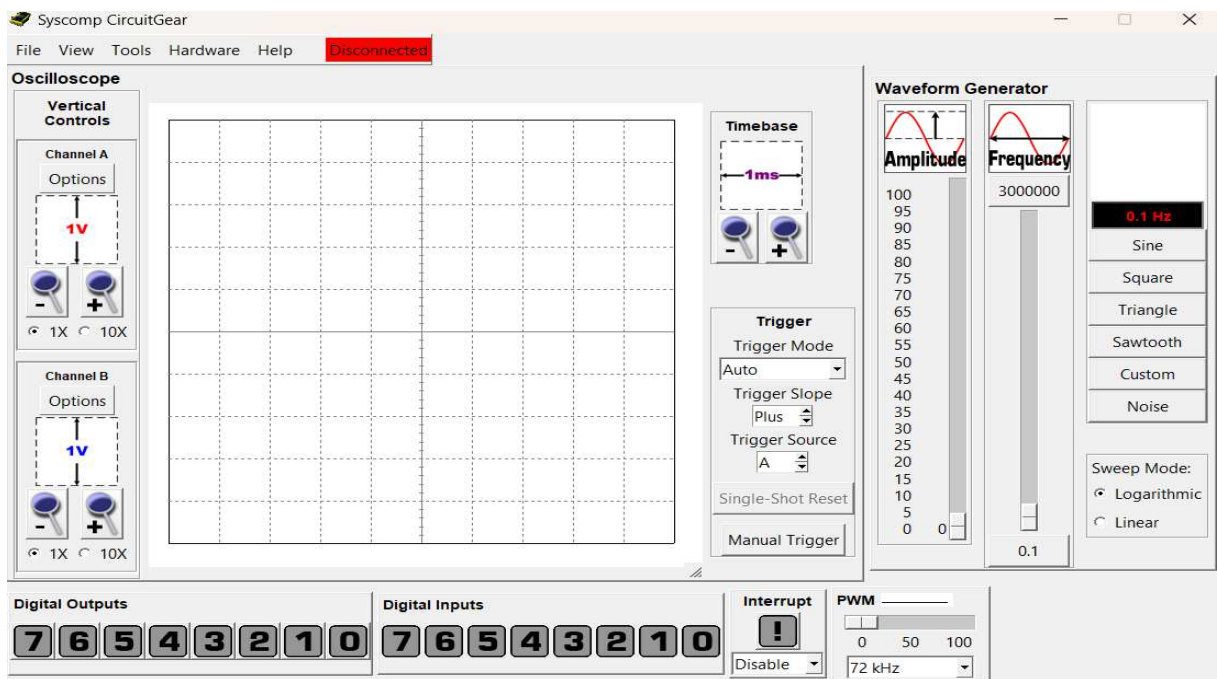 Syscomp CircuitGear
File View Tools Hardware Help Disconnected
Oscilloscope
Vertical
Controls
Channel A
Options
1V
-
+
1X 10X
Channel B
Options
1V
-
+
1X 10X
Timebase
1ms
-
+
Trigger
Trigger Mode
Auto
Trigger Slope
Plus
Trigger Source
A
Single-Shot Reset
Manual Trigger
Waveform Generator
Amplitude
100
95
90
85
80
75
70
65
60
55
50
45
40
35
30
25
20
15
10
5
0 0
Frequency
3000000
0.1
0.1 Hz
Sine
Square
Triangle
Sawtooth
Custom
Noise
Sweep Mode:
Logarithmic
Linear
Digital Outputs
7 6 5 4 3 2 1 0
Digital Inputs
7 6 5 4 3 2 1 0
Interrupt
!
Disable
PWM
0 50 100
72 kHz